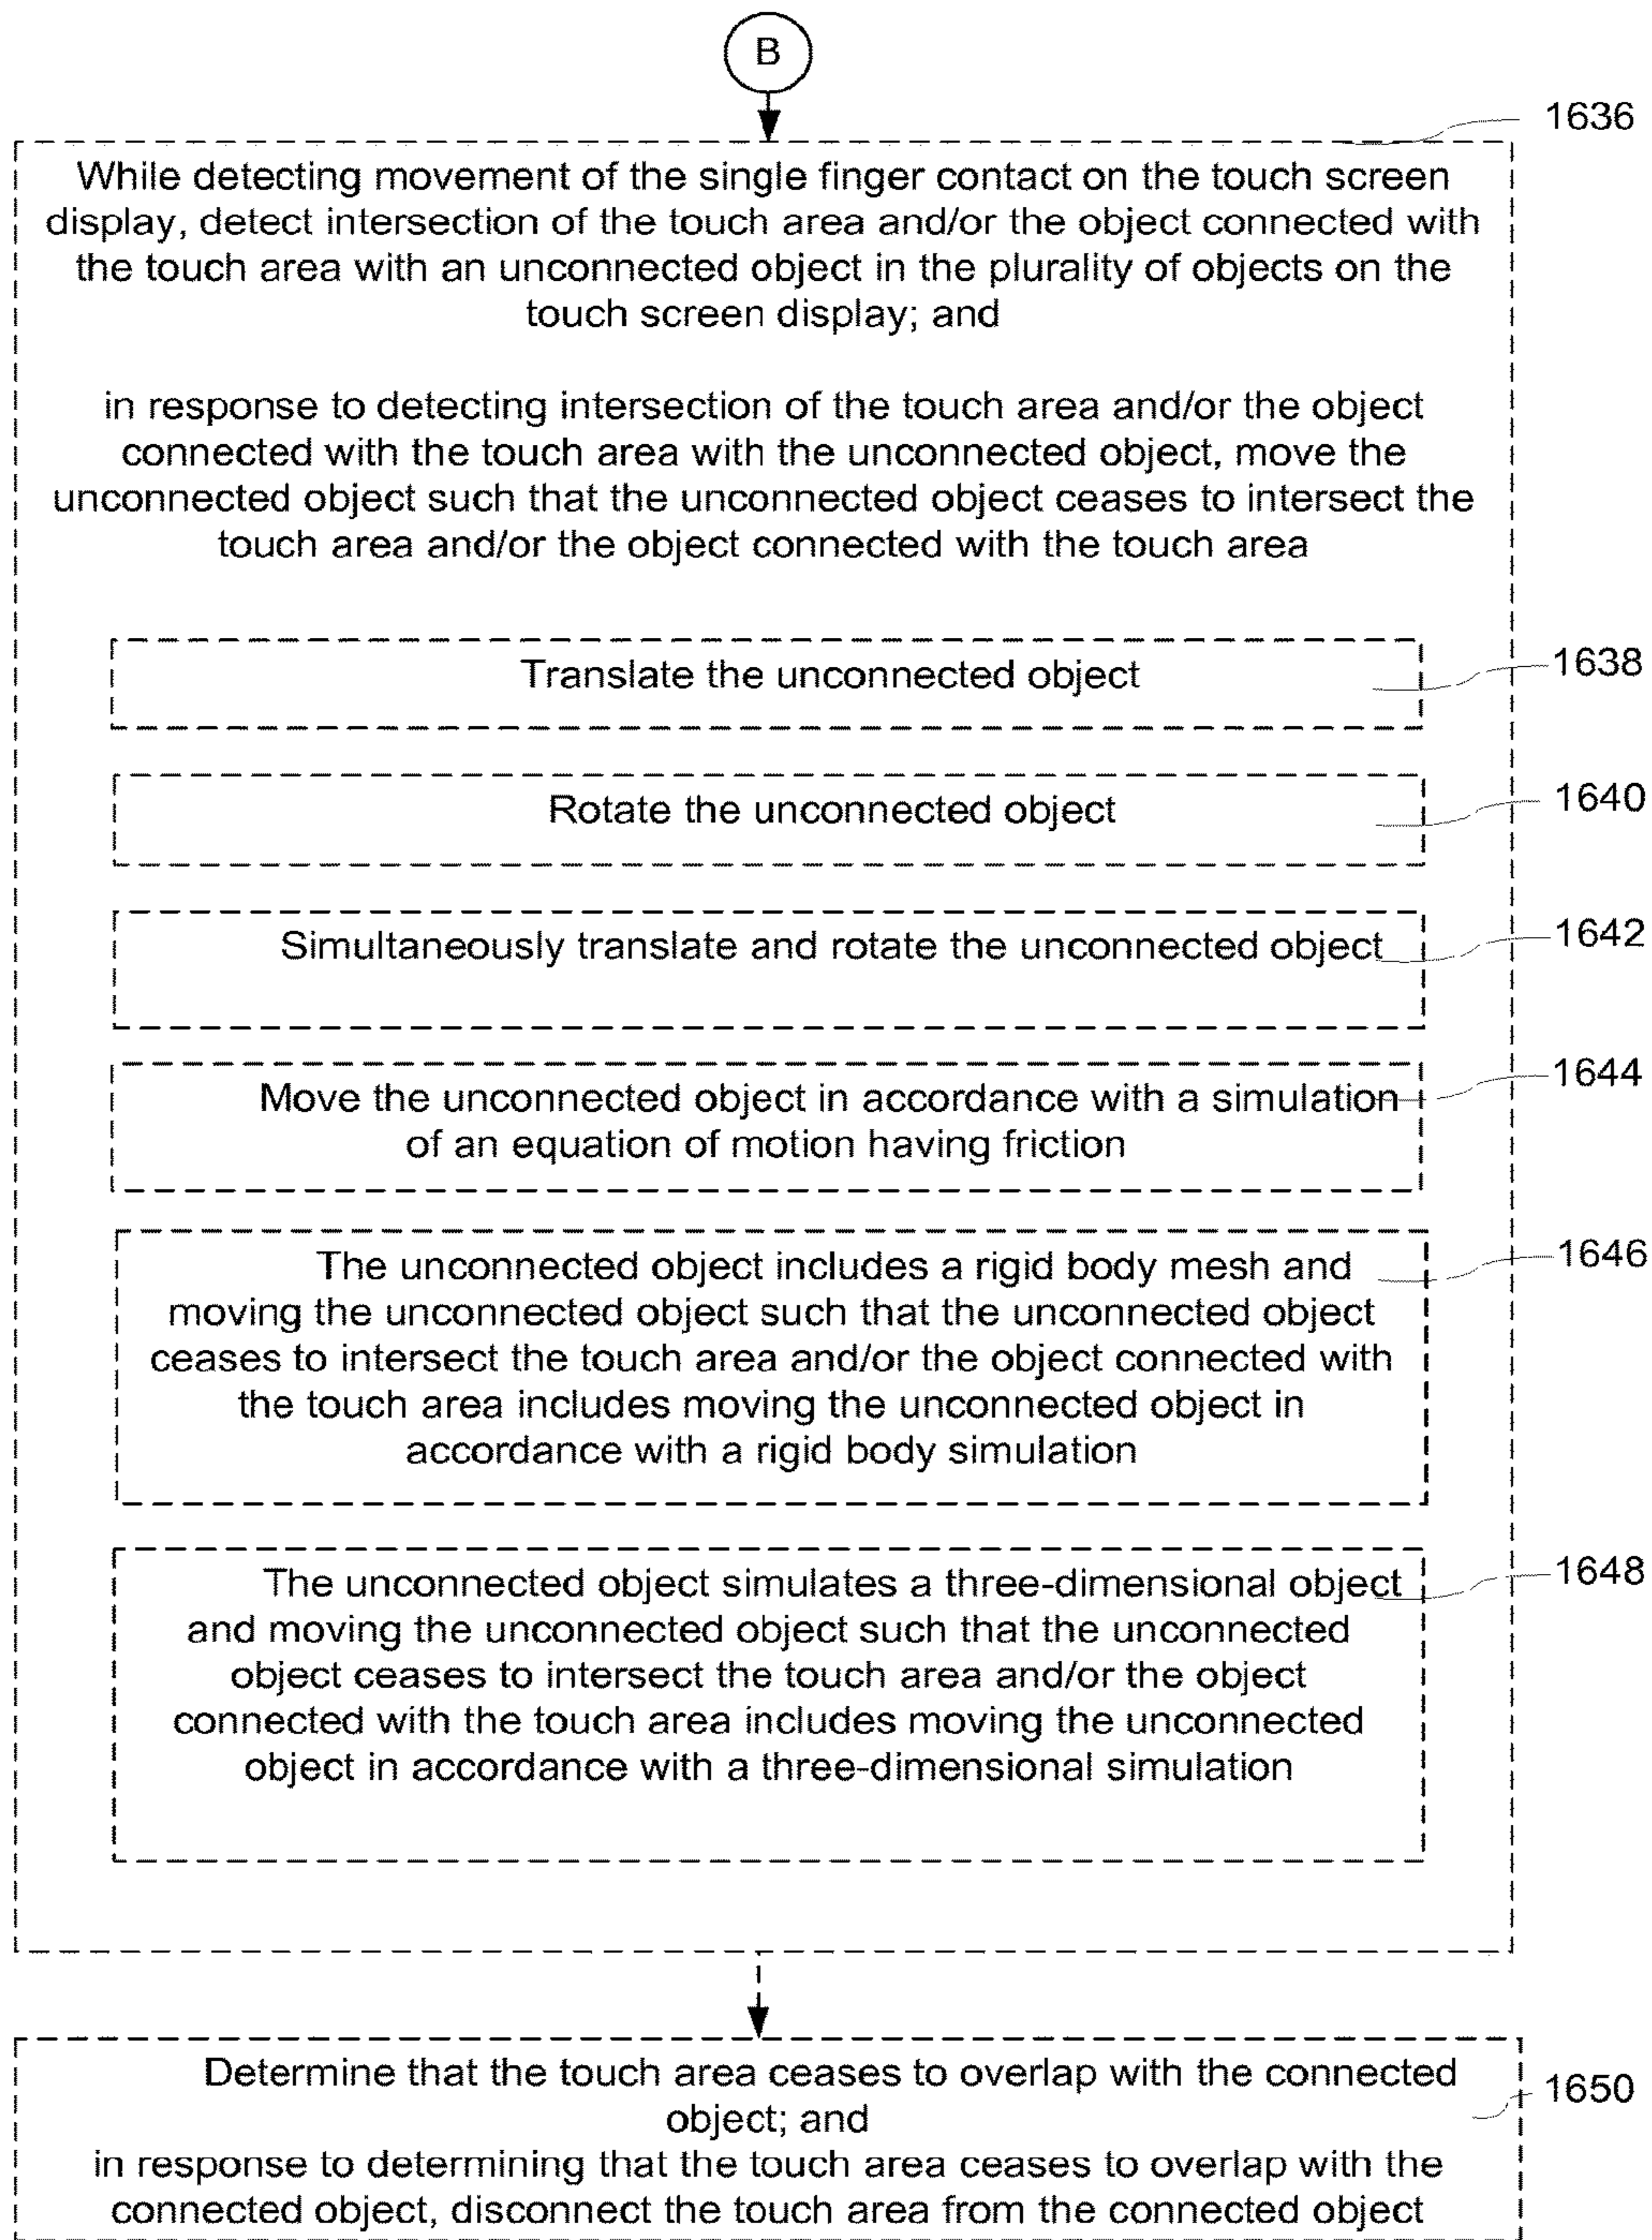 B
1636
While detecting movement of the single finger contact on the touch screen
display, detect intersection of the touch area and/or the object connected with
the touch area with an unconnected object in the plurality of objects on the
touch screen display; and
in response to detecting intersection of the touch area and/or the object
connected with the touch area with the unconnected object, move the
unconnected object such that the unconnected object ceases to intersect the
touch area and/or the object connected with the touch area
Translate the unconnected object
1638
Rotate the unconnected object
1640
Simultaneously translate and rotate the unconnected object
1642
Move the unconnected object in accordance with a simulation
of an equation of motion having friction
1644
The unconnected object includes a rigid body mesh and
moving the unconnected object such that the unconnected object
ceases to intersect the touch area and/or the object connected with
the touch area includes moving the unconnected object in
accordance with a rigid body simulation
1646
The unconnected object simulates a three-dimensional object
and moving the unconnected object such that the unconnected
object ceases to intersect the touch area and/or the object
connected with the touch area includes moving the unconnected
object in accordance with a three-dimensional simulation
1648
Determine that the touch area ceases to overlap with the connected
object; and
in response to determining that the touch area ceases to overlap with the
connected object, disconnect the touch area from the connected object
1650